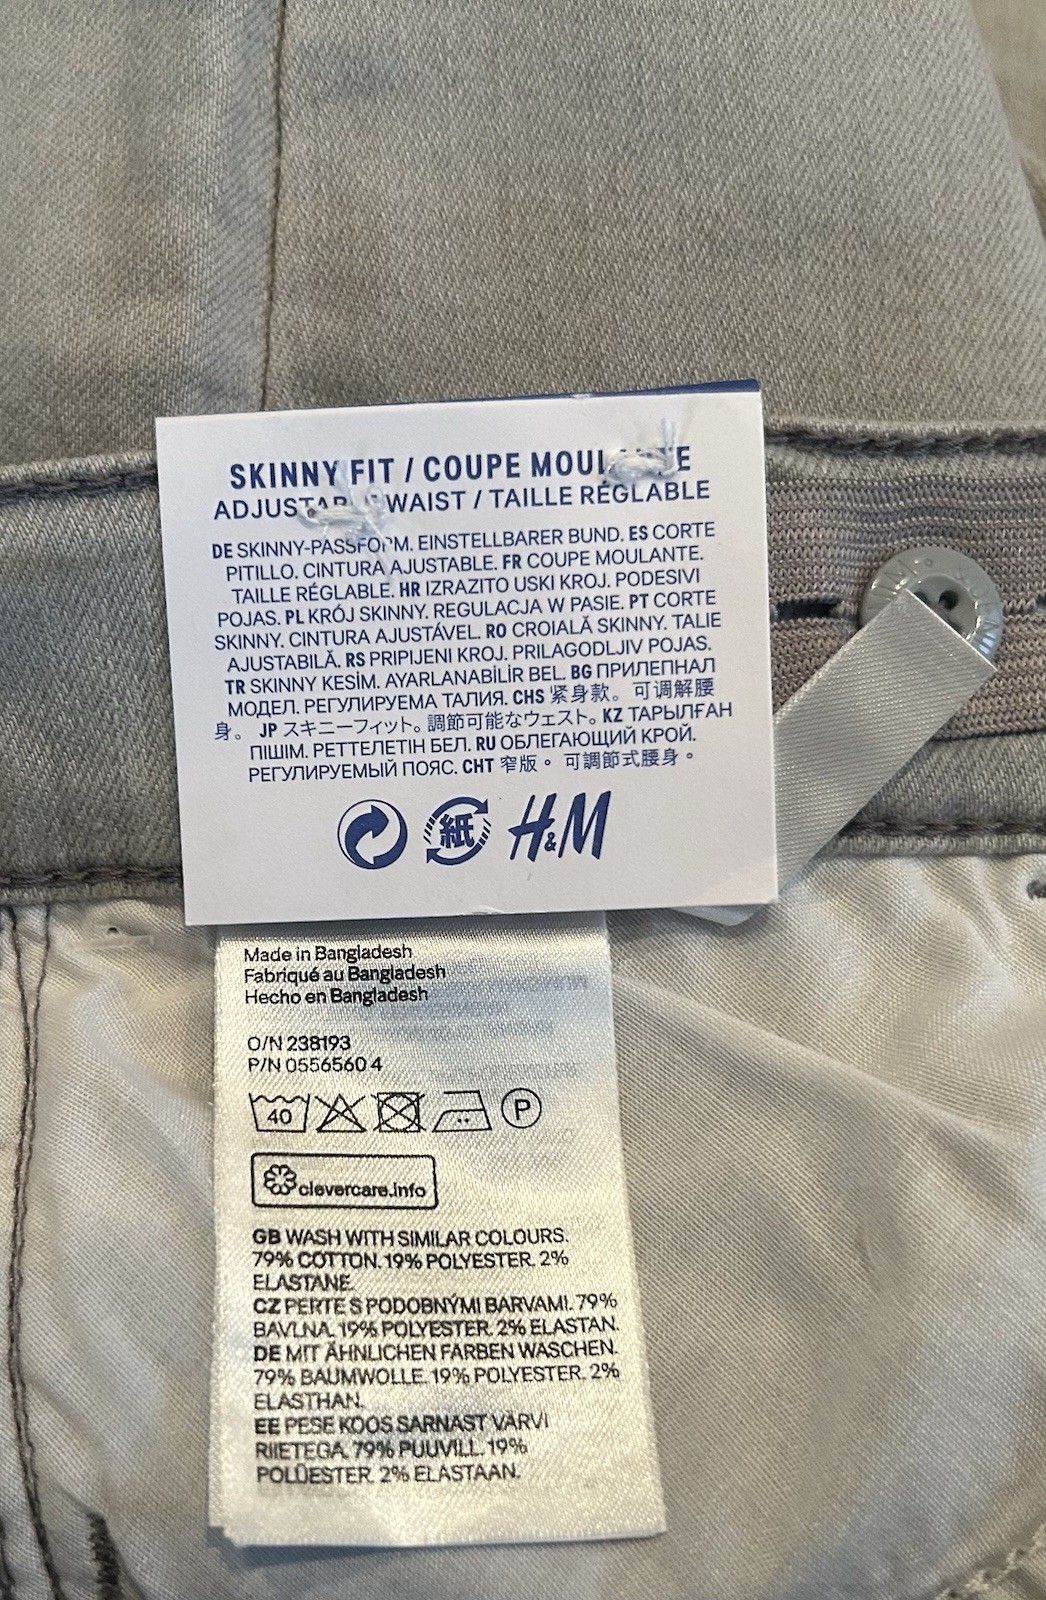 SKINNY FIT / COUPE
ADJUSTABLE WAIST / TAILLE RÉGLABLE
DE SKINNY-PASSFORM. EINSTELLBARER BUND. ES CORTE
PITILLO. CINTURA AJUSTABLE. FR COUPE MOULANTE.
TAILLE RÉGLABLE. HR IZRAZITO USKI KROJ. PODESIVI
POJAS. PL KRÓJ SKINNY. REGULACJA W PASIE. PT CORTE
SKINNY. CINTURA AJUSTÁVEL. RO CROIALĂ SKINNY. TALIE
AJUSTABILĂ. RS PRIPIJENI KROJ. PRILAGODLJIV POJAS.
TR SKINNY KESİM. AYARLANABİLİR BEL. BG ПРИЛЕПНАЛ
МОДЕЛ. РЕГУЛИРУЕМА ТАЛИЯ. CHS 紧身款。可调解腰
身。 JP スキニーフィット。調節可能なウェスト。 KZ ТАРЫЛҒАН
ПІШІМ. РЕТТЕЛЕТІН БЕЛ. RU ОБЛЕГАЮЩИЙ КРОЙ.
РЕГУЛИРУЕМЫЙ ПОЯС. CHT 窄版。可調節式腰身。
紙 H&M
Made in Bangladesh
Fabriqué au Bangladesh
Hecho en Bangladesh
O/N 238193
P/N 0556560 4
40 P
clevercare.info
GB WASH WITH SIMILAR COLOURS.
79% COTTON. 19% POLYESTER. 2%
ELASTANE.
CZ PERTE S PODOBNÝMI BARVAMI. 79%
BAVLNA. 19% POLYESTER. 2% ELASTAN.
DE MIT ÄHNLICHEN FARBEN WASCHEN.
79% BAUMWOLLE. 19% POLYESTER. 2%
ELASTHAN.
EE PESE KOOS SARNAST VÄRVI
RIIETEGA. 79% PUUVILL. 19%
POLÜESTER. 2% ELASTAAN.